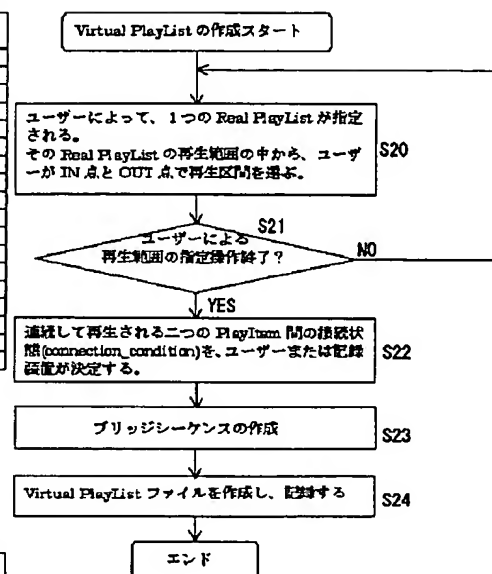 Virtual PlayList の作成スタート
ユーザーによって、1つの Real PlayList が指定
される。
その Real PlayList の再生範囲の中から、ユーザ
ーが IN 点と OUT 点で再生区間を選ぶ。
S20
S21
ユーザーによる
再生範囲の指定操作終了？
NO
YES
連続して再生される二つの PlayItem 間の接続状
態(connection_condition)を、ユーザーまたは記録
装置が決定する。
S22
ブリッジシーケンスの作成
S23
Virtual PlayList ファイルを作成し、記録する
S24
エンド